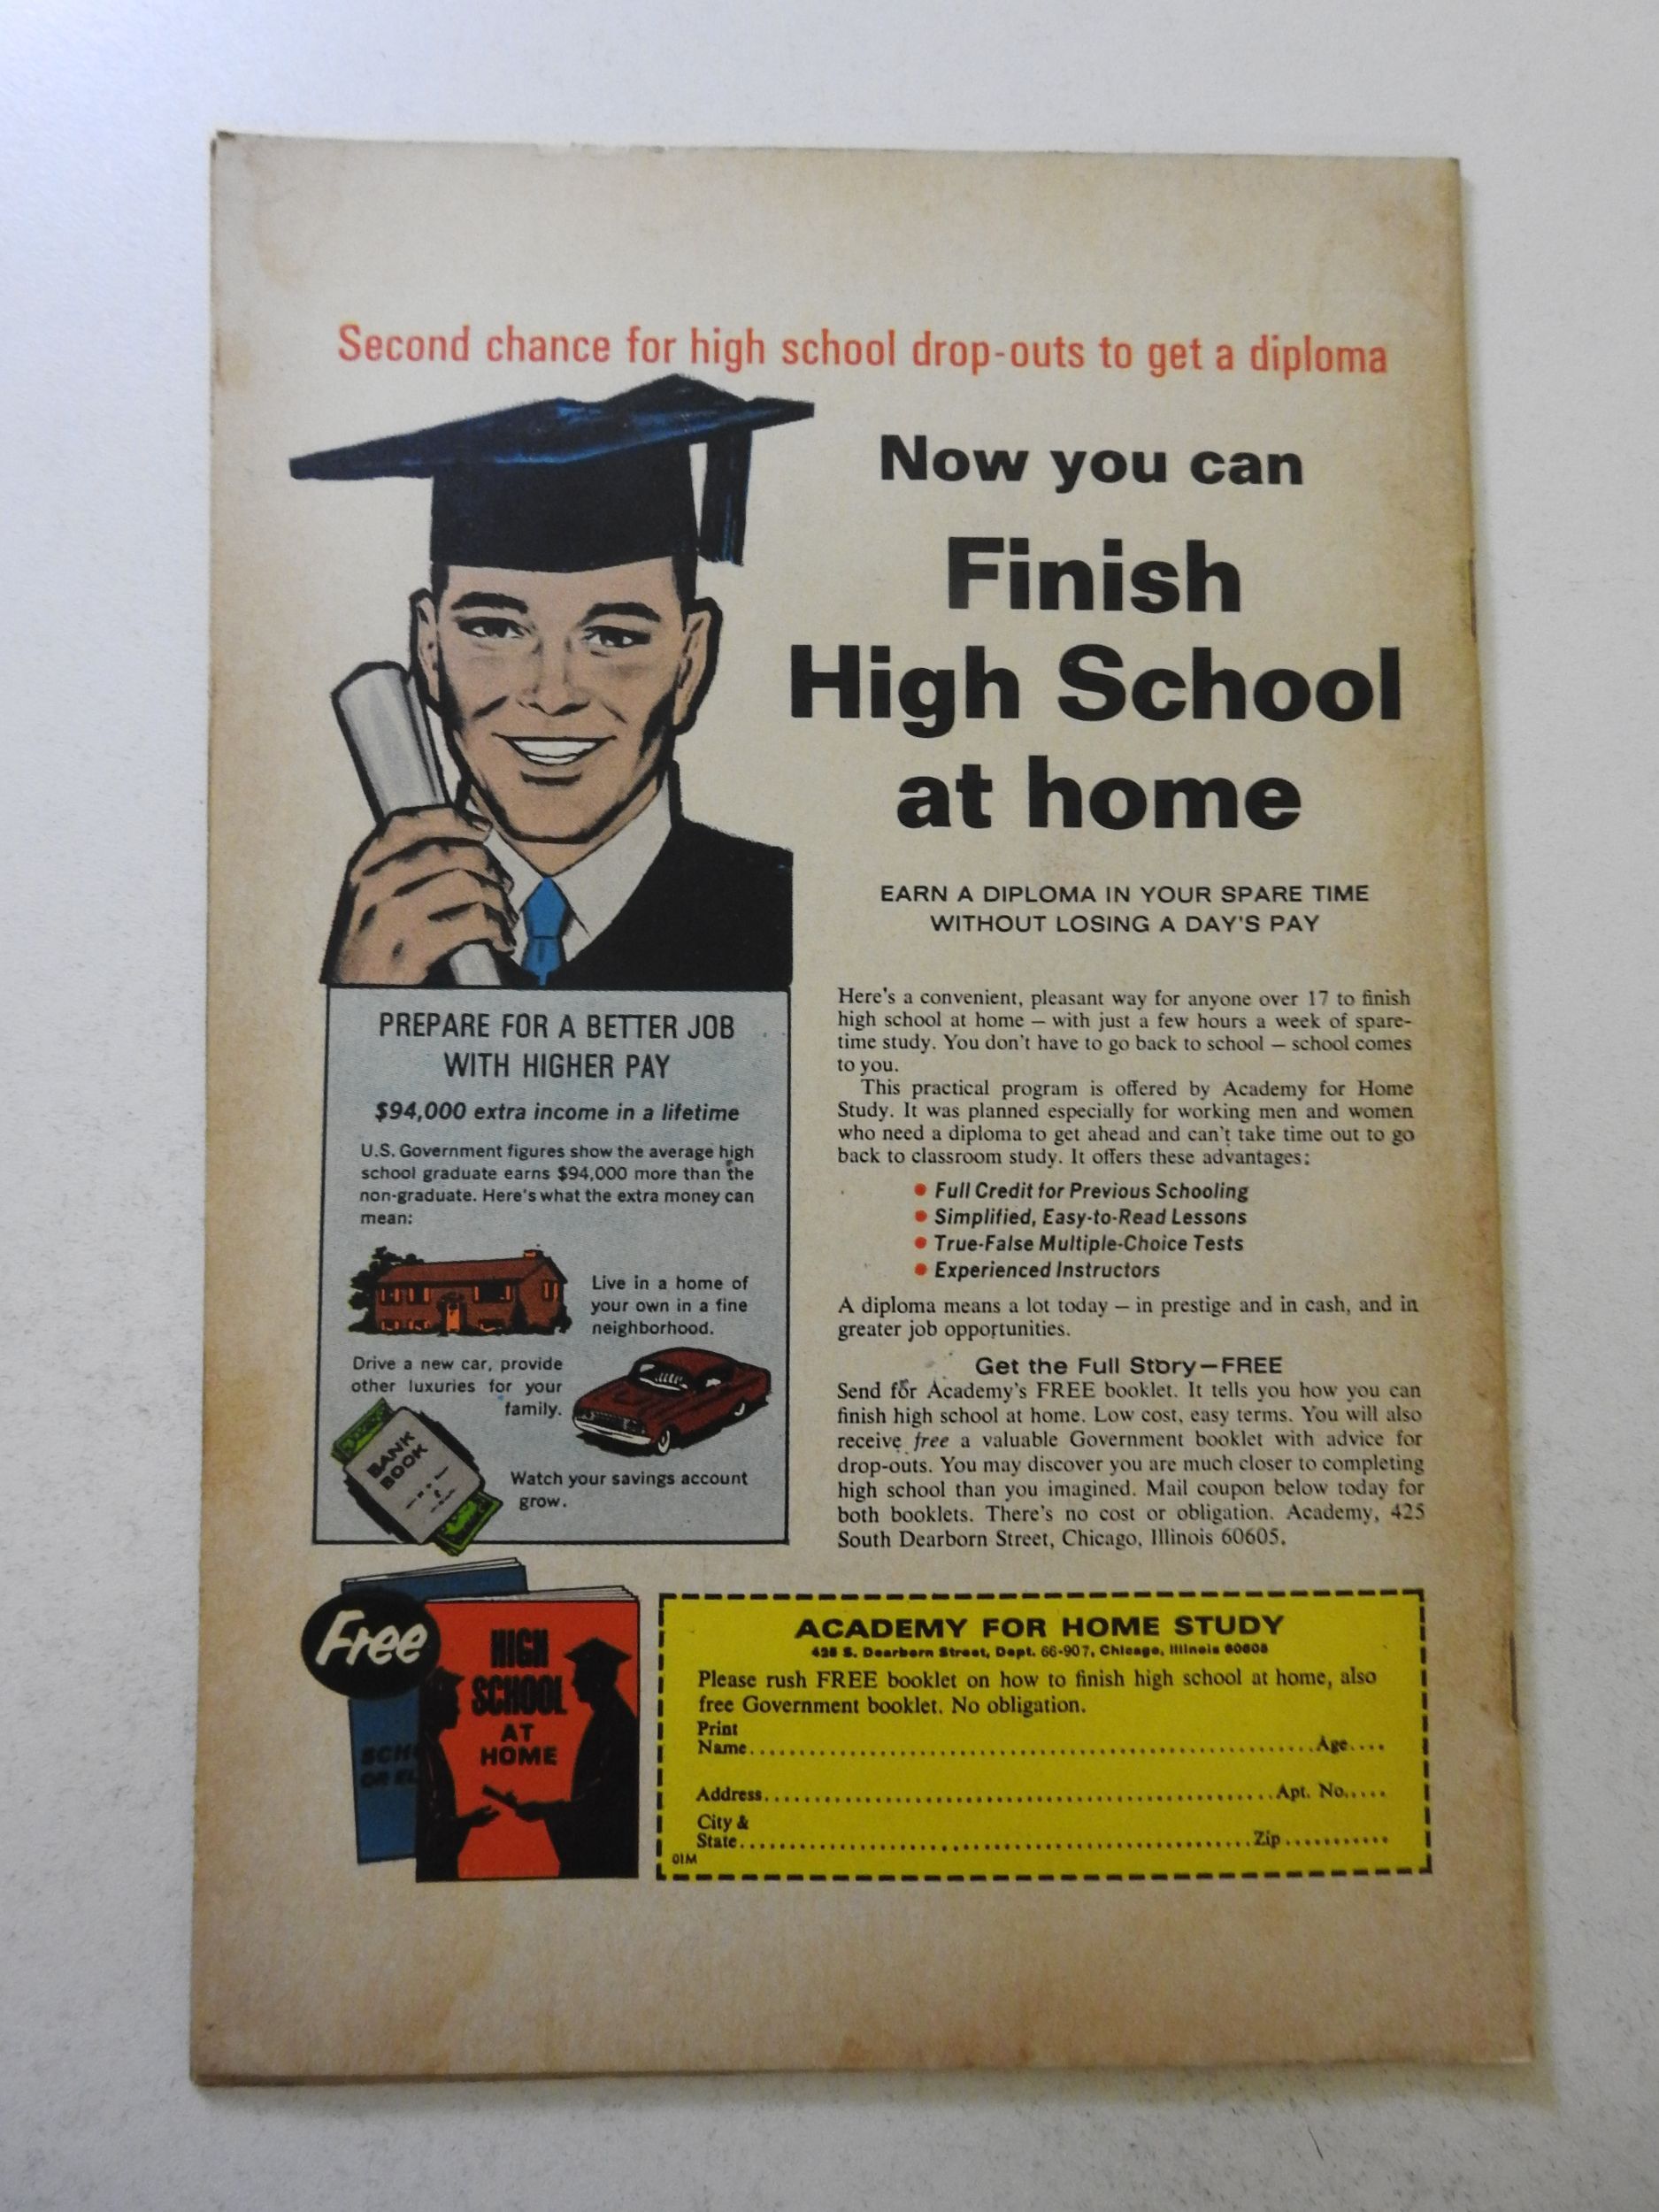 Second chance for high school drop-outs to get a diploma
Now you can
Finish
High School
at home
EARN A DIPLOMA IN YOUR SPARE TIME
WITHOUT LOSING A DAY'S PAY
PREPARE FOR A BETTER JOB
WITH HIGHER PAY
$94,000 extra income in a lifetime
U.S. Government figures show the average high
school graduate earns $94,000 more than the
non-graduate. Here's what the extra money can
mean:
Live in a home of
your own in a fine
neighborhood.
Drive a new car, provide
other luxuries for your
family.
BANK
BOOK
Watch your savings account
grow.
Here's a convenient, pleasant way for anyone over 17 to finish
high school at home — with just a few hours a week of spare-
time study. You don't have to go back to school — school comes
to you.
This practical program is offered by Academy for Home
Study. It was planned especially for working men and women
who need a diploma to get ahead and can't take time out to go
back to classroom study. It offers these advantages:
• Full Credit for Previous Schooling
• Simplified, Easy-to-Read Lessons
• True-False Multiple-Choice Tests
• Experienced Instructors
A diploma means a lot today — in prestige and in cash, and in
greater job opportunities.
Get the Full Story—FREE
Send for Academy's FREE booklet. It tells you how you can
finish high school at home. Low cost, easy terms. You will also
receive free a valuable Government booklet with advice for
drop-outs. You may discover you are much closer to completing
high school than you imagined. Mail coupon below today for
both booklets. There's no cost or obligation. Academy, 425
South Dearborn Street, Chicago, Illinois 60605.
Free
HIGH
SCHOOL
AT
HOME
SCH
OR EL
ACADEMY FOR HOME STUDY
425 S. Dearborn Street, Dept. 66-907, Chicago, Illinois 60605
Please rush FREE booklet on how to finish high school at home, also
free Government booklet. No obligation.
Print
Name..........Age....
Address..........Apt. No.....
City &
State..........Zip..........
01M